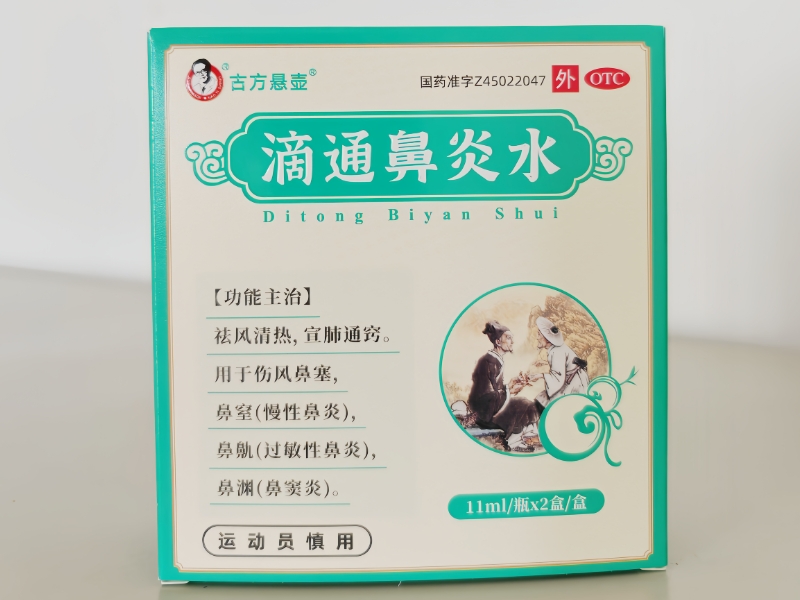 古方悬壶®
国药准字Z45022047 外 OTC
滴通鼻炎水
Ditong Biyan Shui
【功能主治】
祛风清热,宣肺通窍。
用于伤风鼻塞,
鼻窒(慢性鼻炎),
鼻鼽(过敏性鼻炎),
鼻渊(鼻窦炎)。
11ml/瓶x2盒/盒
运动员慎用